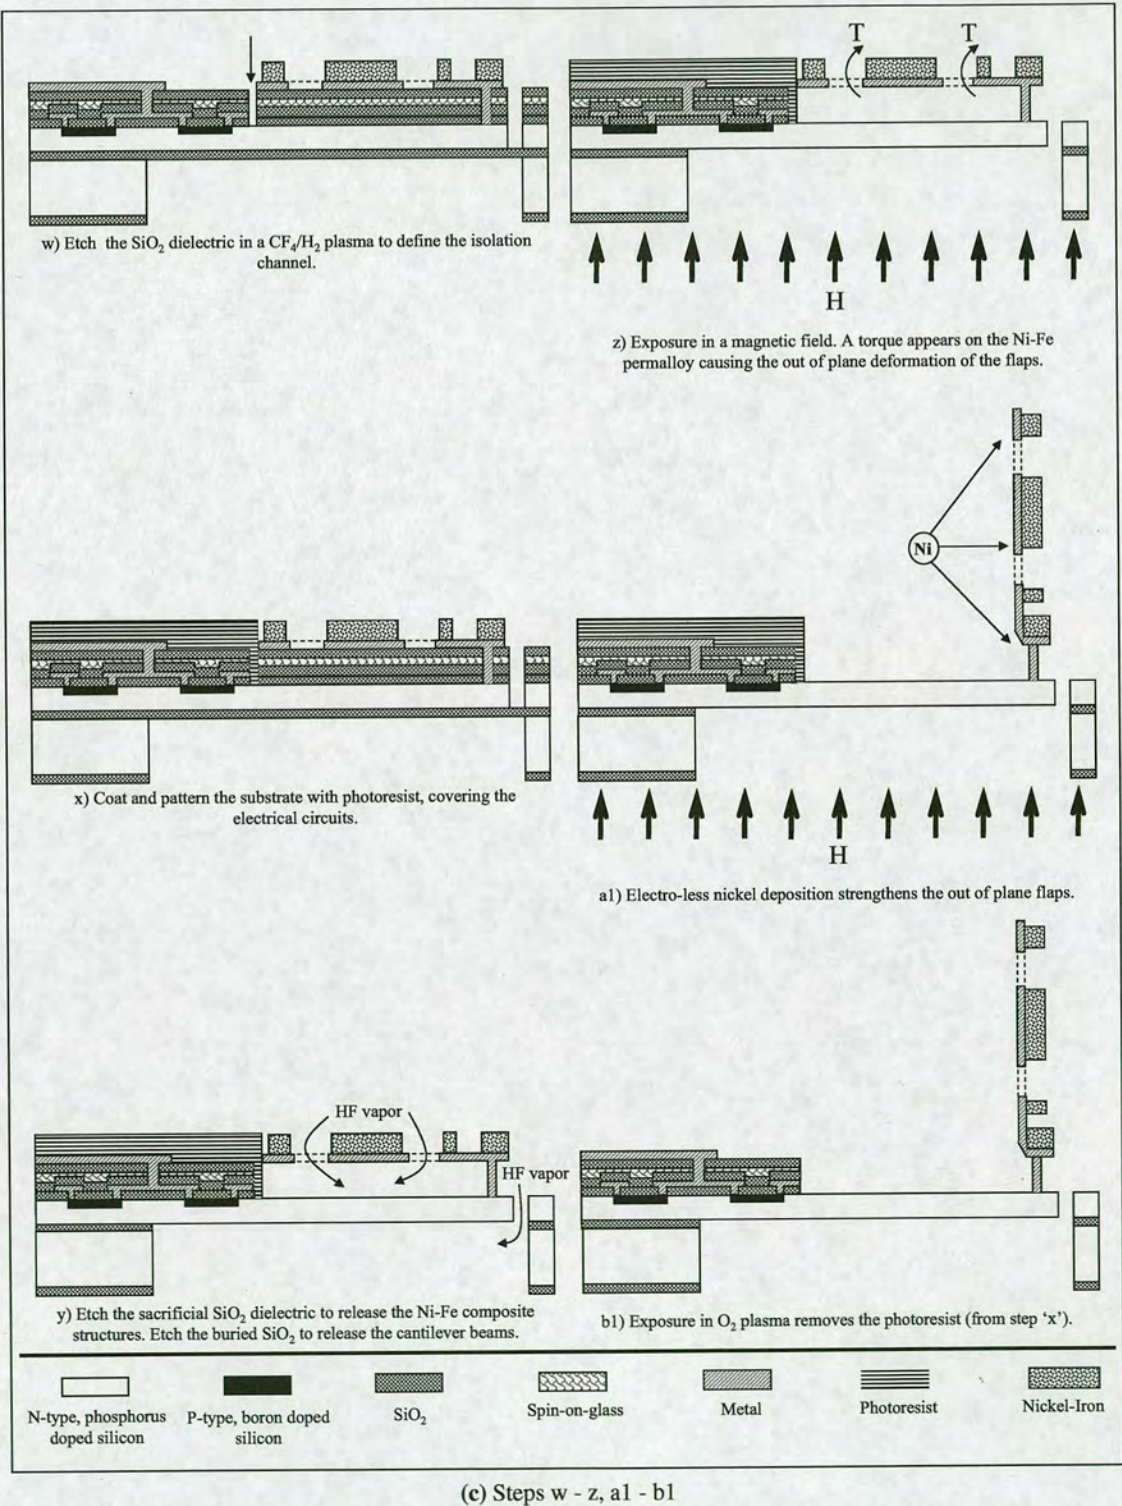 w) Etch the SiO₂ dielectric in a CF₄/H₂ plasma to define the isolation
channel.
x) Coat and pattern the substrate with photoresist, covering the
electrical circuits.
HF vapor
HF vapor
y) Etch the sacrificial SiO₂ dielectric to release the Ni-Fe composite
structures. Etch the buried SiO₂ to release the cantilever beams.
T
T
H
z) Exposure in a magnetic field. A torque appears on the Ni-Fe
permalloy causing the out of plane deformation of the flaps.
Ni
H
a1) Electro-less nickel deposition strengthens the out of plane flaps.
b1) Exposure in O₂ plasma removes the photoresist (from step ‘x’).
N-type, phosphorus
doped silicon
P-type, boron doped
silicon
SiO₂
Spin-on-glass
Metal
Photoresist
Nickel-Iron
(c) Steps w - z, a1 - b1